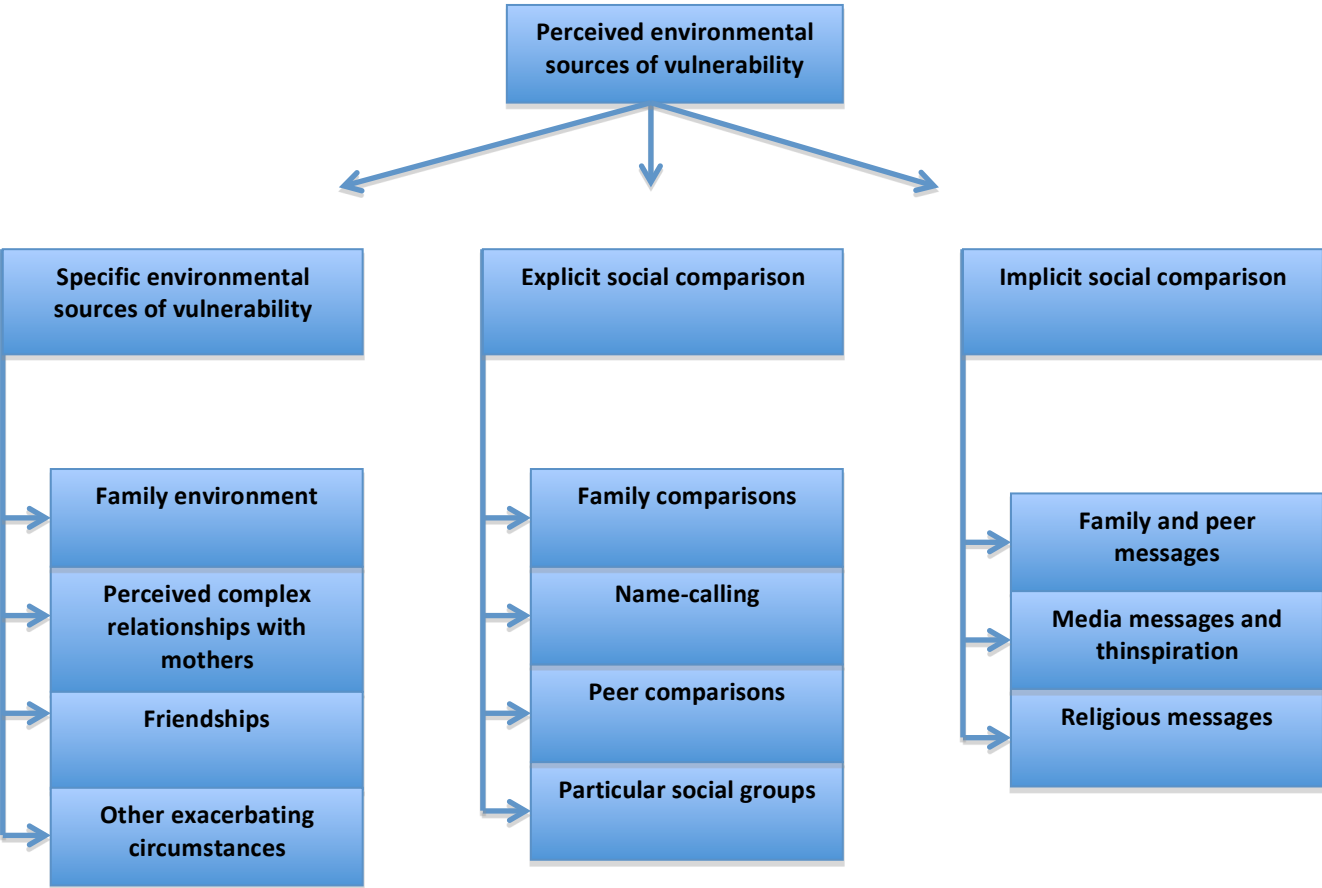 Perceived environmental
sources of vulnerability
Specific environmental
sources of vulnerability
Explicit social comparison
Implicit social comparison
Family environment
Perceived complex
relationships with
mothers
Friendships
Other exacerbating
circumstances
Family comparisons
Name-calling
Peer comparisons
Particular social groups
Family and peer
messages
Media messages and
thinspiration
Religious messages